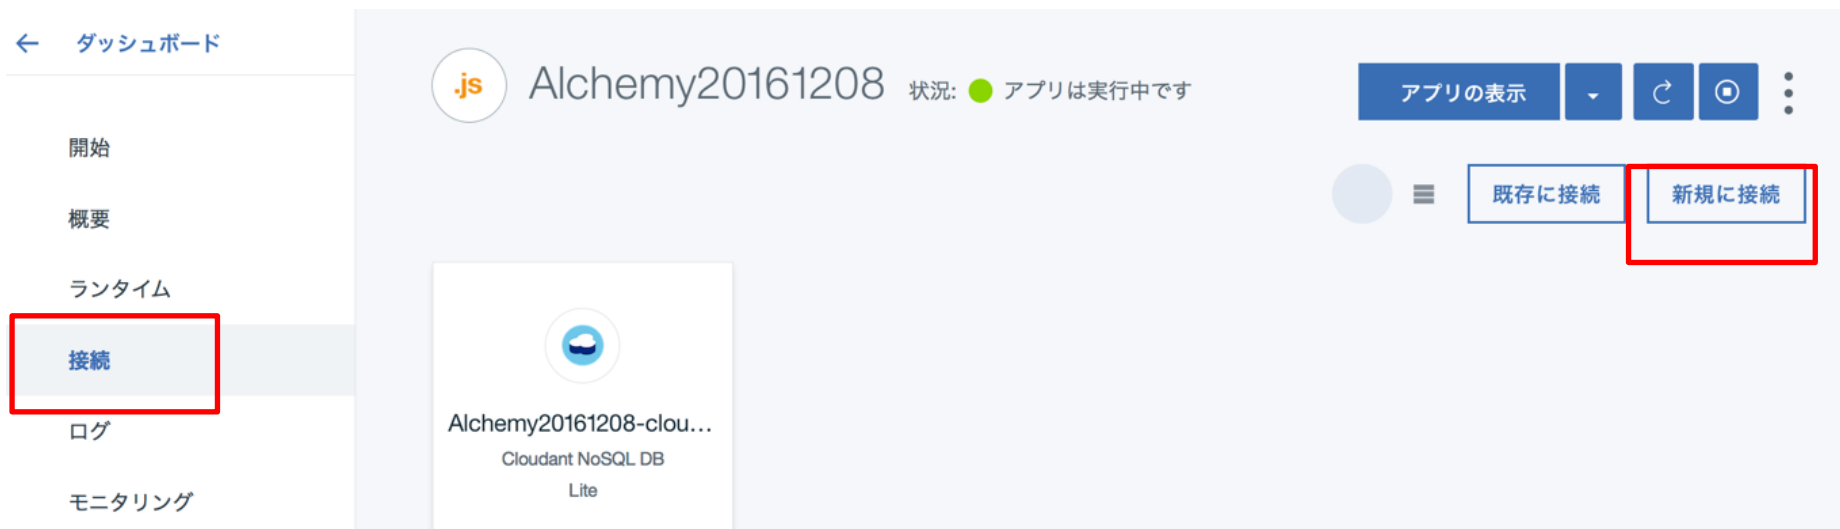 ← ダッシュボード
開始
概要
ランタイム
接続
ログ
モニタリング
.js Alchemy20161208 状況: アプリは実行中です
アプリの表示
既存に接続 新規に接続
Alchemy20161208-clou...
Cloudant NoSQL DB
Lite